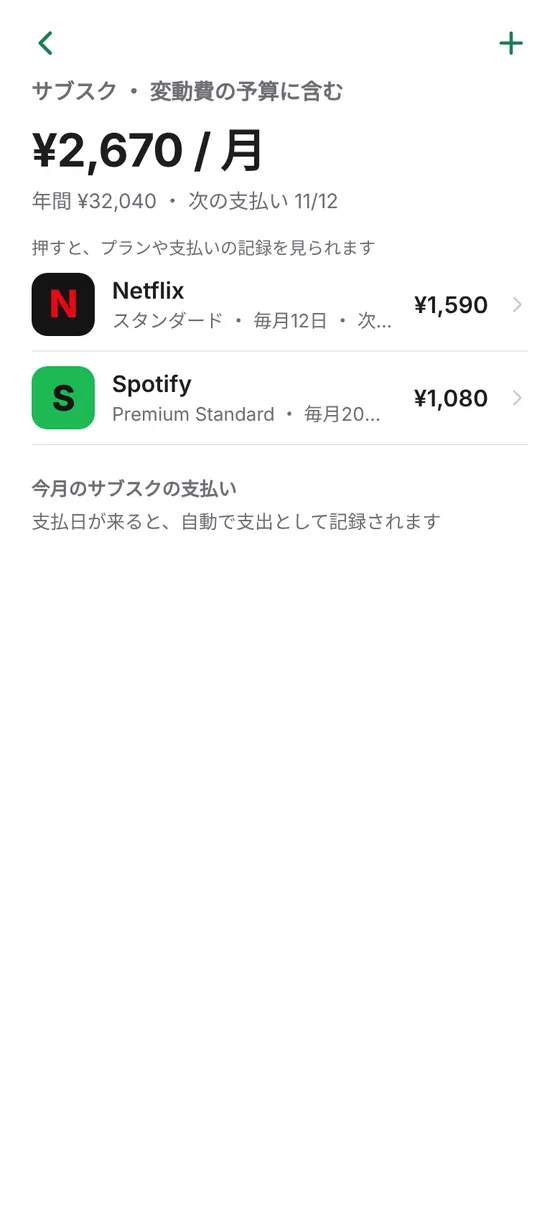 サブスク ・ 変動費の予算に含む
¥2,670 / 月
年間 ¥32,040 ・ 次の支払い 11/12
押すと、プランや支払いの記録を見られます
N
Netflix
スタンダード ・ 毎月12日 ・ 次...
¥1,590
S
Spotify
Premium Standard ・ 毎月20...
¥1,080
今月のサブスクの支払い
支払日が来ると、自動で支出として記録されます